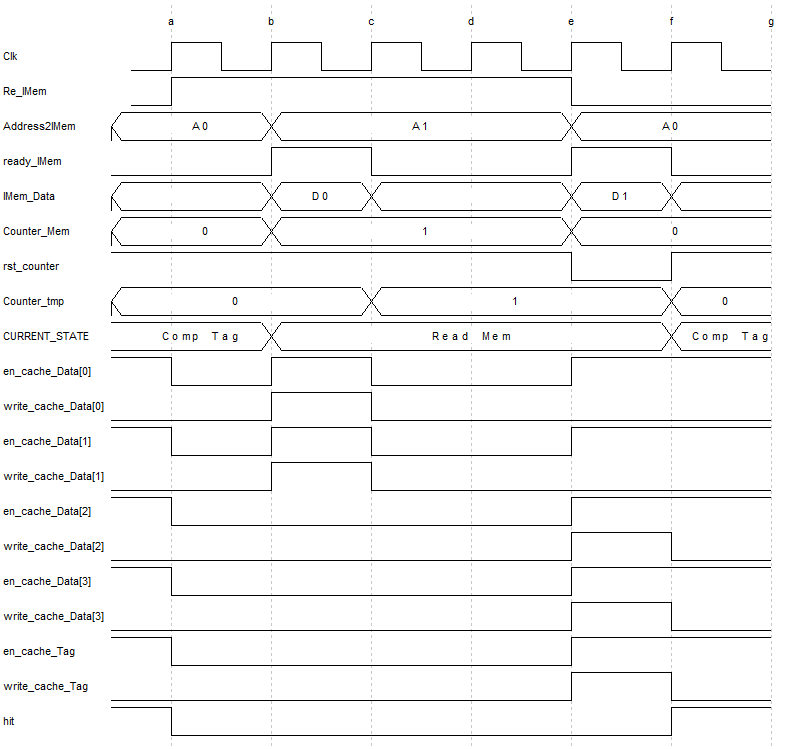 a b c d e f g
Clk
Re_IMem
Address2IMem A0 A1 A0
ready_IMem
IMem_Data D0 D1
Counter_Mem 0 1 0
rst_counter
Counter_tmp 0 1 0
CURRENT_STATE Comp Tag Read Mem Comp Tag
en_cache_Data[0]
write_cache_Data[0]
en_cache_Data[1]
write_cache_Data[1]
en_cache_Data[2]
write_cache_Data[2]
en_cache_Data[3]
write_cache_Data[3]
en_cache_Tag
write_cache_Tag
hit